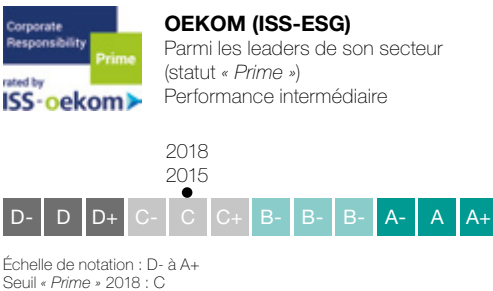 Corporate
Responsibility
Prime
rated by
ISS-oekom
OEKOM (ISS-ESG)
Parmi les leaders de son secteur
(statut « Prime »)
Performance intermédiaire
2018
2015
D- D D+ C- C C+ B- B- B- A- A A+
Échelle de notation : D- à A+
Seuil « Prime » 2018 : C